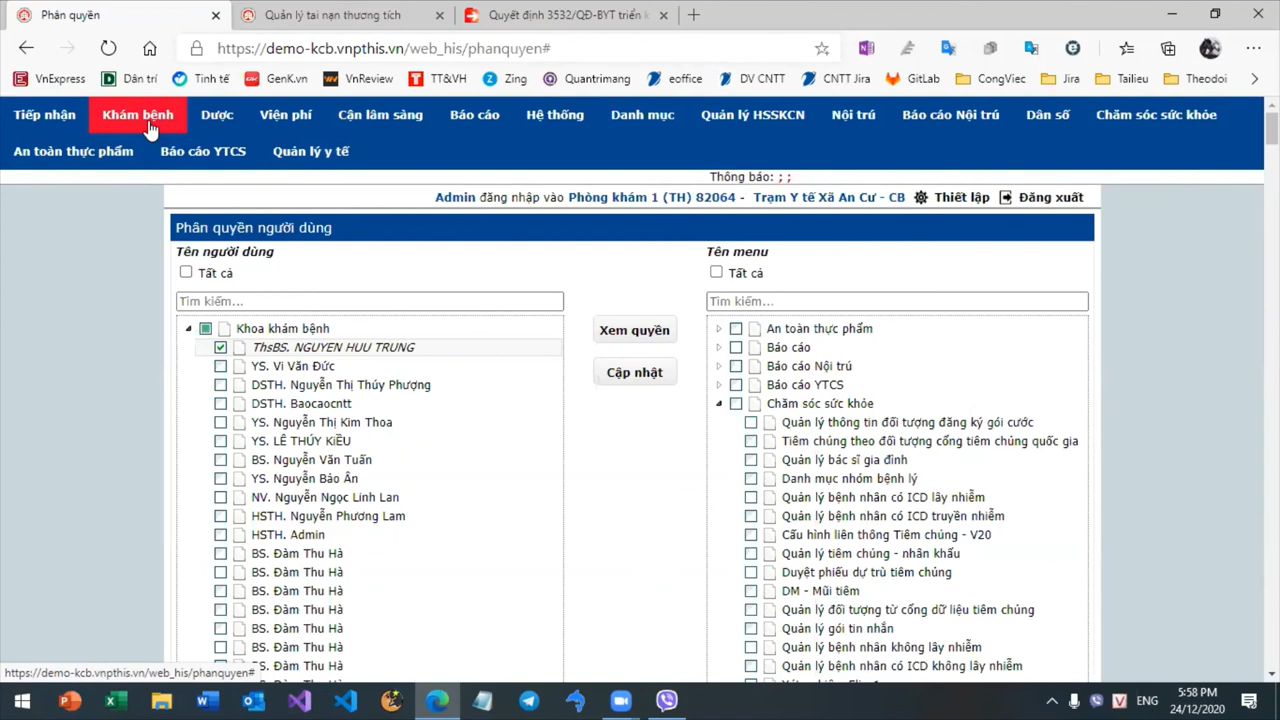 Phân quyền
Quản lý tai nạn thương tích
Quyết định 3532/QĐ-BYT triển k
https://demo-kcb.vnpthis.vn/web_his/phanquyen#
VnExpress
Dân trí
Tinh tế
GenK.vn
VnReview
TT&VH
Zing
Quantrimang
eoffice
DV CNTT
CNTT Jira
GitLab
CongViec
Jira
Tailieu
Theodoi
Tiếp nhận
Khám bệnh
Dược
Viện phí
Cận lâm sàng
Báo cáo
Hệ thống
Danh mục
Quản lý HSSKCN
Nội trú
Báo cáo Nội trú
Dân số
Chăm sóc sức khỏe
An toàn thực phẩm
Báo cáo YTCS
Quản lý y tế
Thông báo: ; ;
Admin đăng nhập vào Phòng khám 1 (TH) 82064 - Trạm Y tế Xã An Cư - CB
Thiết lập
Đăng xuất
Phân quyền người dùng
Tên người dùng
Tất cả
Tìm kiếm...
Khoa khám bệnh
ThsBS. NGUYEN HUU TRUNG
YS. Vi Văn Đức
DSTH. Nguyễn Thị Thúy Phượng
DSTH. Baocaocntt
YS. Nguyễn Thị Kim Thoa
YS. LÊ THÚY KIỀU
BS. Nguyễn Văn Tuấn
YS. Nguyễn Bảo Ân
NV. Nguyễn Ngọc Linh Lan
HSTH. Nguyễn Phương Lam
HSTH. Admin
BS. Đàm Thu Hà
BS. Đàm Thu Hà
BS. Đàm Thu Hà
BS. Đàm Thu Hà
BS. Đàm Thu Hà
BS. Đàm Thu Hà
BS. Đàm Thu Hà
Xem quyền
Cập nhật
Tên menu
Tất cả
Tìm kiếm...
An toàn thực phẩm
Báo cáo
Báo cáo Nội trú
Báo cáo YTCS
Chăm sóc sức khỏe
Quản lý thông tin đối tượng đăng ký gói cước
Tiêm chủng theo đối tượng cổng tiêm chủng quốc gia
Quản lý bác sĩ gia đình
Danh mục nhóm bệnh lý
Quản lý bệnh nhân có ICD lây nhiễm
Quản lý bệnh nhân có ICD truyền nhiễm
Cấu hình liên thông Tiêm chủng - V20
Quản lý tiêm chủng - nhân khẩu
Duyệt phiếu dự trù tiêm chủng
DM - Mũi tiêm
Quản lý đối tượng từ cổng dữ liệu tiêm chủng
Quản lý gói tin nhắn
Quản lý bệnh nhân không lây nhiễm
Quản lý bệnh nhân có ICD không lây nhiễm
https://demo-kcb.vnpthis.vn/web_his/phanquyen#
ENG
5:58 PM
24/12/2020